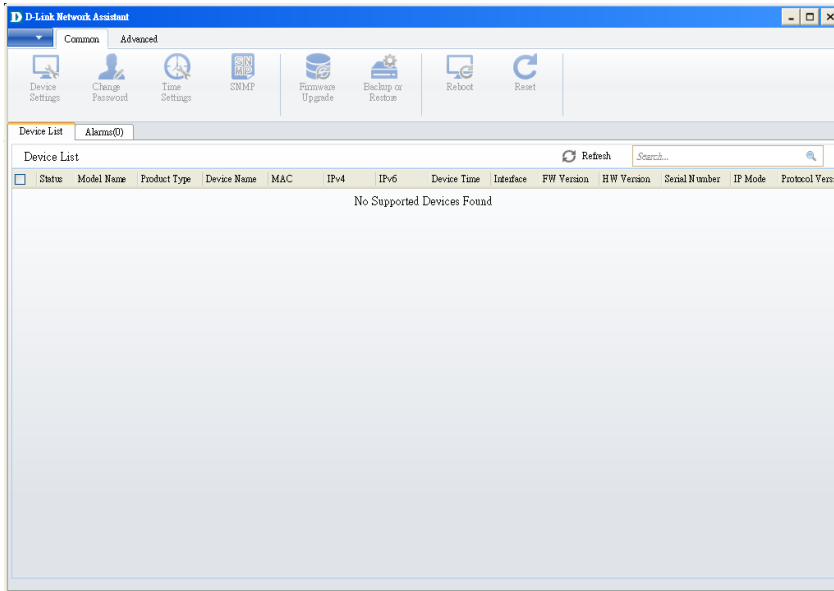 D-Link Network Assistant
Common Advanced
Device Settings Change Password Time Settings SNMP Firmware Upgrade Backup or Restore Reboot Reset
Device List Alarms(0)
Device List Refresh Search...
Status Model Name Product Type Device Name MAC IPv4 IPv6 Device Time Interface FW Version HW Version Serial Number IP Mode Protocol Vers
No Supported Devices Found